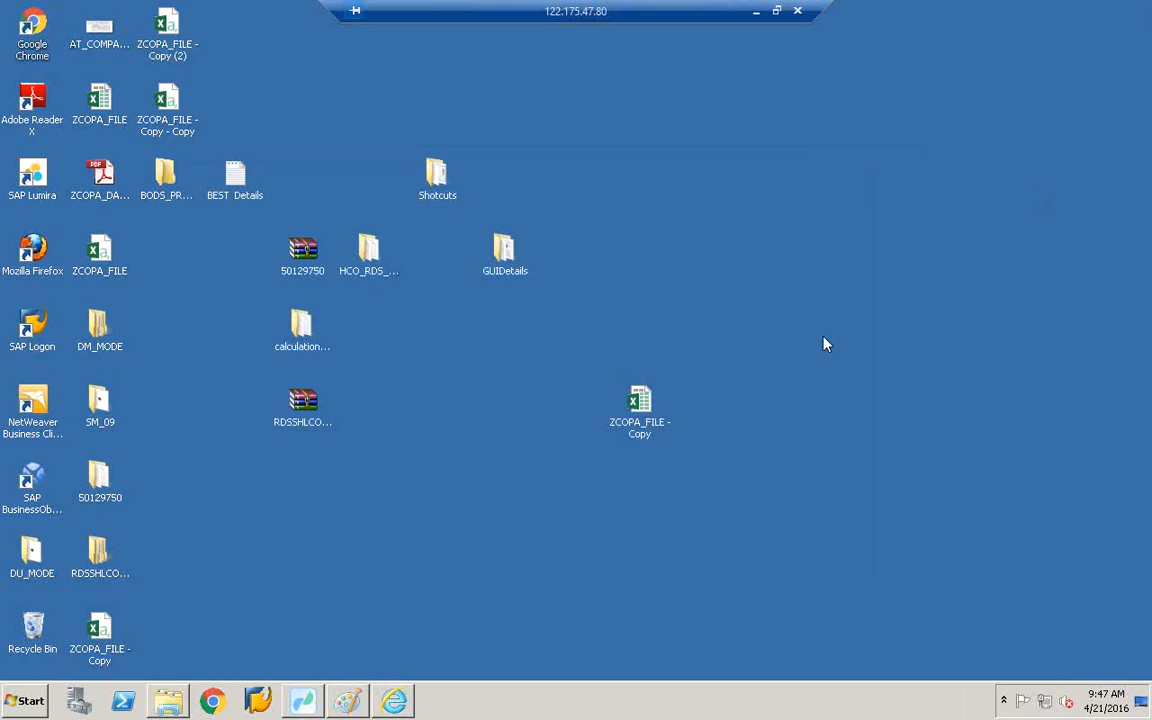 122.175.47.80
Google
Chrome
AT_COMPA...
ZCOPA_FILE -
Copy (2)
Adobe Reader
X
ZCOPA_FILE
ZCOPA_FILE -
Copy - Copy
SAP Lumira
ZCOPA_DA...
BODS_PR...
BEST Details
Shotcuts
Mozilla Firefox
ZCOPA_FILE
50129750
HCO_RDS_...
GUIDetails
SAP Logon
DM_MODE
calculation...
NetWeaver
Business Cli...
SM_09
RDSSHLCO...
ZCOPA_FILE -
Copy
SAP
BusinessOb...
50129750
DU_MODE
RDSSHLCO...
Recycle Bin
ZCOPA_FILE -
Copy
Start
9:47 AM
4/21/2016